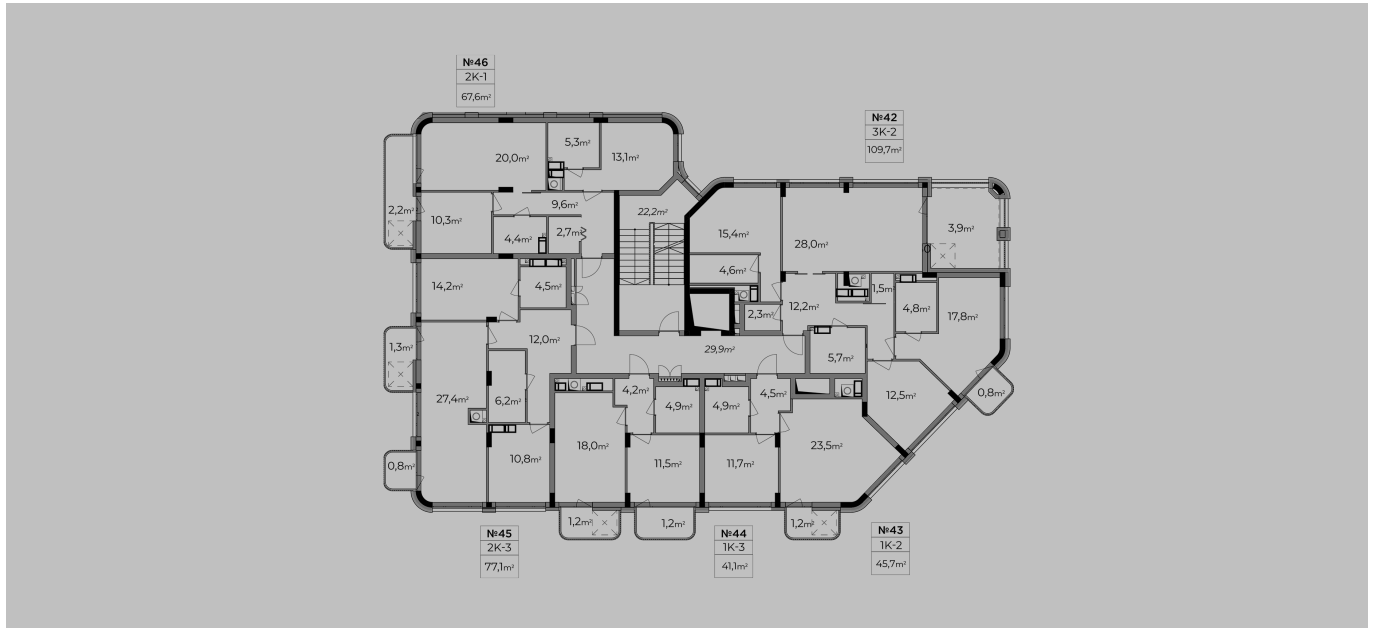 №46
2K-1
67,6m²
№42
3K-2
109,7m²
20,0m²
5,3m²
13,1m²
2,2m²
10,3m²
9,6m²
4,4m²
2,7m²
22,2m²
15,4m²
28,0m²
3,9m²
4,6m²
14,2m²
4,5m²
2,3m²
12,2m²
1,5m²
4,8m²
17,8m²
1,3m²
12,0m²
29,9m²
5,7m²
27,4m²
6,2m²
4,2m²
4,9m²
4,9m²
4,5m²
12,5m²
0,8m²
0,8m²
10,8m²
18,0m²
11,5m²
11,7m²
23,5m²
1,2m²
1,2m²
1,2m²
№45
2K-3
77,1m²
№44
1K-3
41,1m²
№43
1K-2
45,7m²